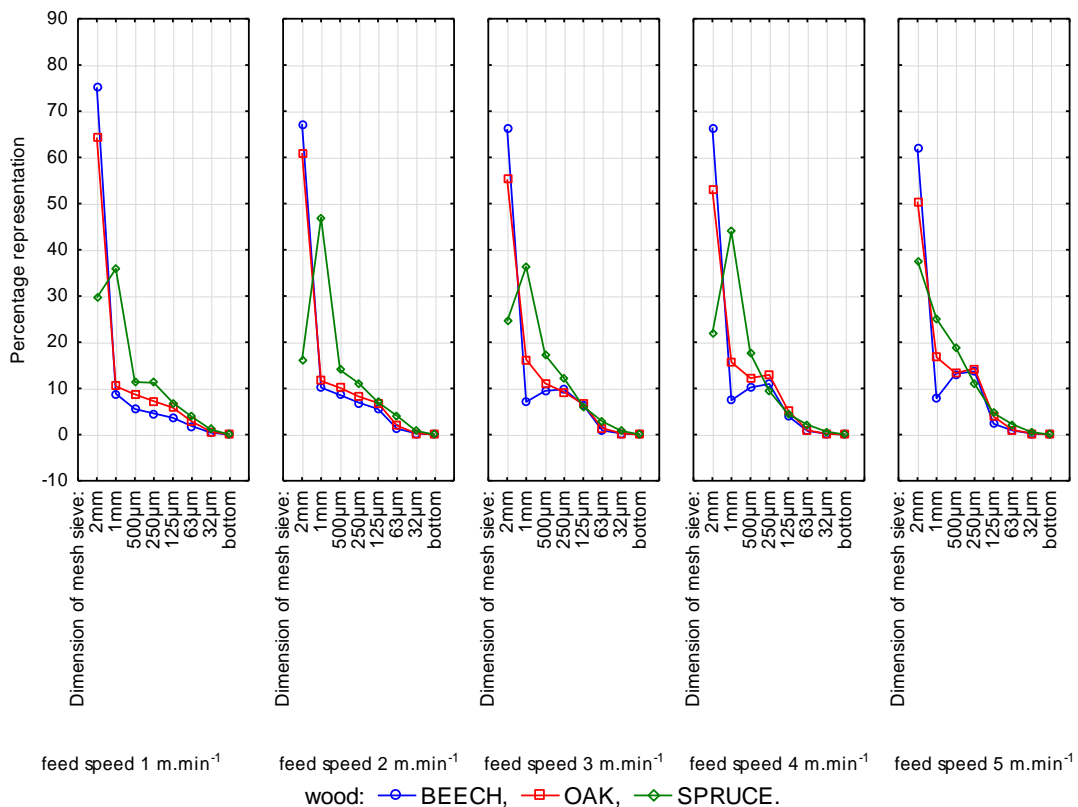 90
80
70
60
50
40
30
20
10
0
-10
Percentage representation
Dimension of mesh sieve:
2mm
1mm
500µm
250µm
125µm
63µm
32µm
bottom
Dimension of mesh sieve:
2mm
1mm
500µm
250µm
125µm
63µm
32µm
bottom
Dimension of mesh sieve:
2mm
1mm
500µm
250µm
125µm
63µm
32µm
bottom
Dimension of mesh sieve:
2mm
1mm
500µm
250µm
125µm
63µm
32µm
bottom
Dimension of mesh sieve:
2mm
1mm
500µm
250µm
125µm
63µm
32µm
bottom
feed speed 1 m.min⁻¹
feed speed 2 m.min⁻¹
feed speed 3 m.min⁻¹
feed speed 4 m.min⁻¹
feed speed 5 m.min⁻¹
wood: BEECH, OAK, SPRUCE.